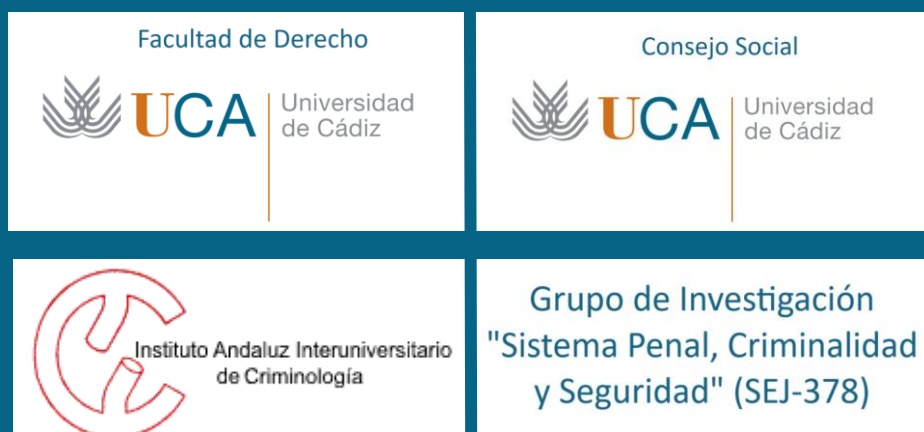 Facultad de Derecho
UCA
Universidad
de Cádiz
Consejo Social
UCA
Universidad
de Cádiz
Instituto Andaluz Interuniversitario
de Criminología
Grupo de Investigación
"Sistema Penal, Criminalidad
y Seguridad" (SEJ-378)